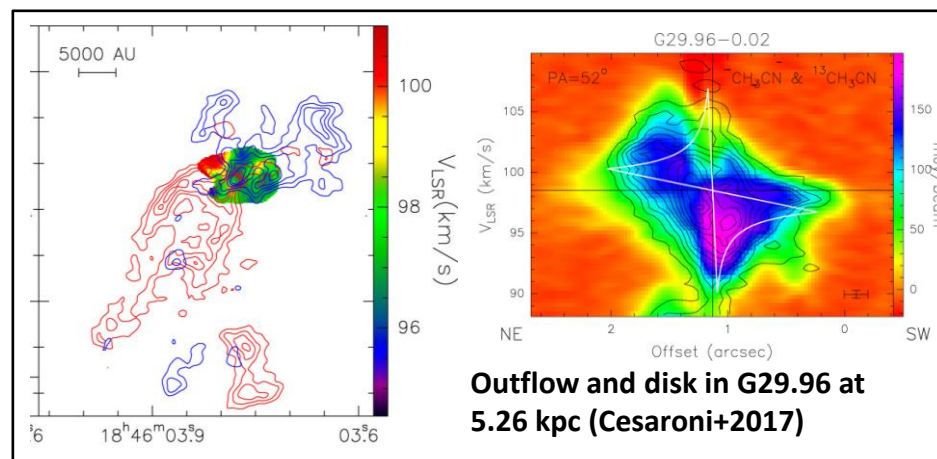 5000 AU
100
98
96
V_LSR(km/s)
18ʰ46ᵐ03ˢ.9
03ˢ.6
G29.96−0.02
PA=52°
CH₃CN & ¹³CH₃CN
105
100
95
90
V_LSR (km/s)
NE
2
1
0
SW
Offset (arcsec)
150
100
50
0
Outflow and disk in G29.96 at
5.26 kpc (Cesaroni+2017)